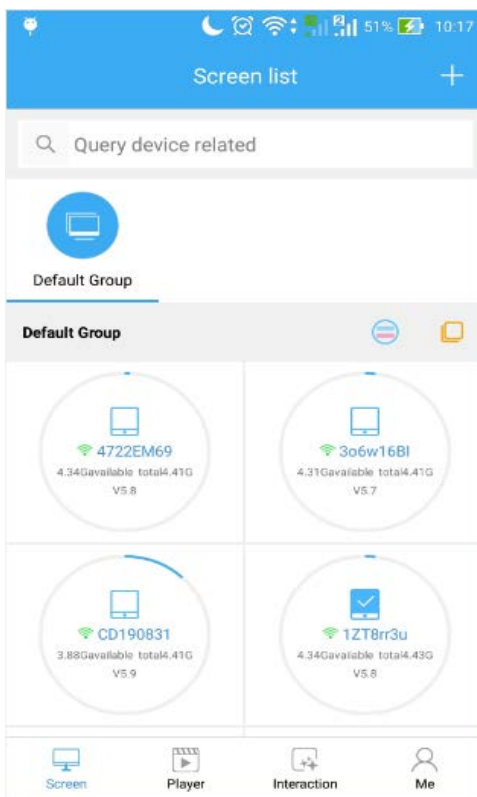 2 51% 10:17
Screen list
Query device related
Default Group
Default Group
4722EM69
4.34Gavailable total4.41G
V5.8
3o6w16BI
4.31Gavailable total4.41G
V5.7
CD190831
3.88Gavailable total4.41G
V5.9
1ZT8rr3u
4.34Gavailable total4.43G
V5.8
Screen Player Interaction Me